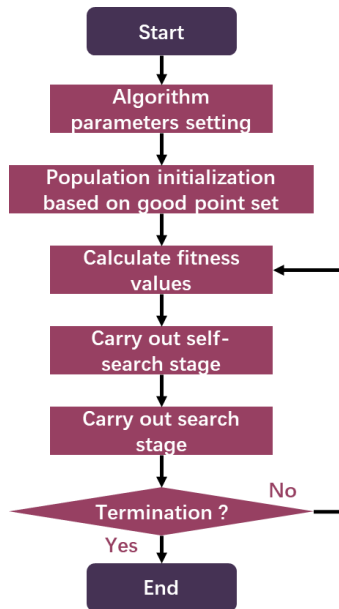 Start
Algorithm
parameters setting
Population initialization
based on good point set
Calculate fitness
values
Carry out self-
search stage
Carry out search
stage
No
Termination ?
Yes
End